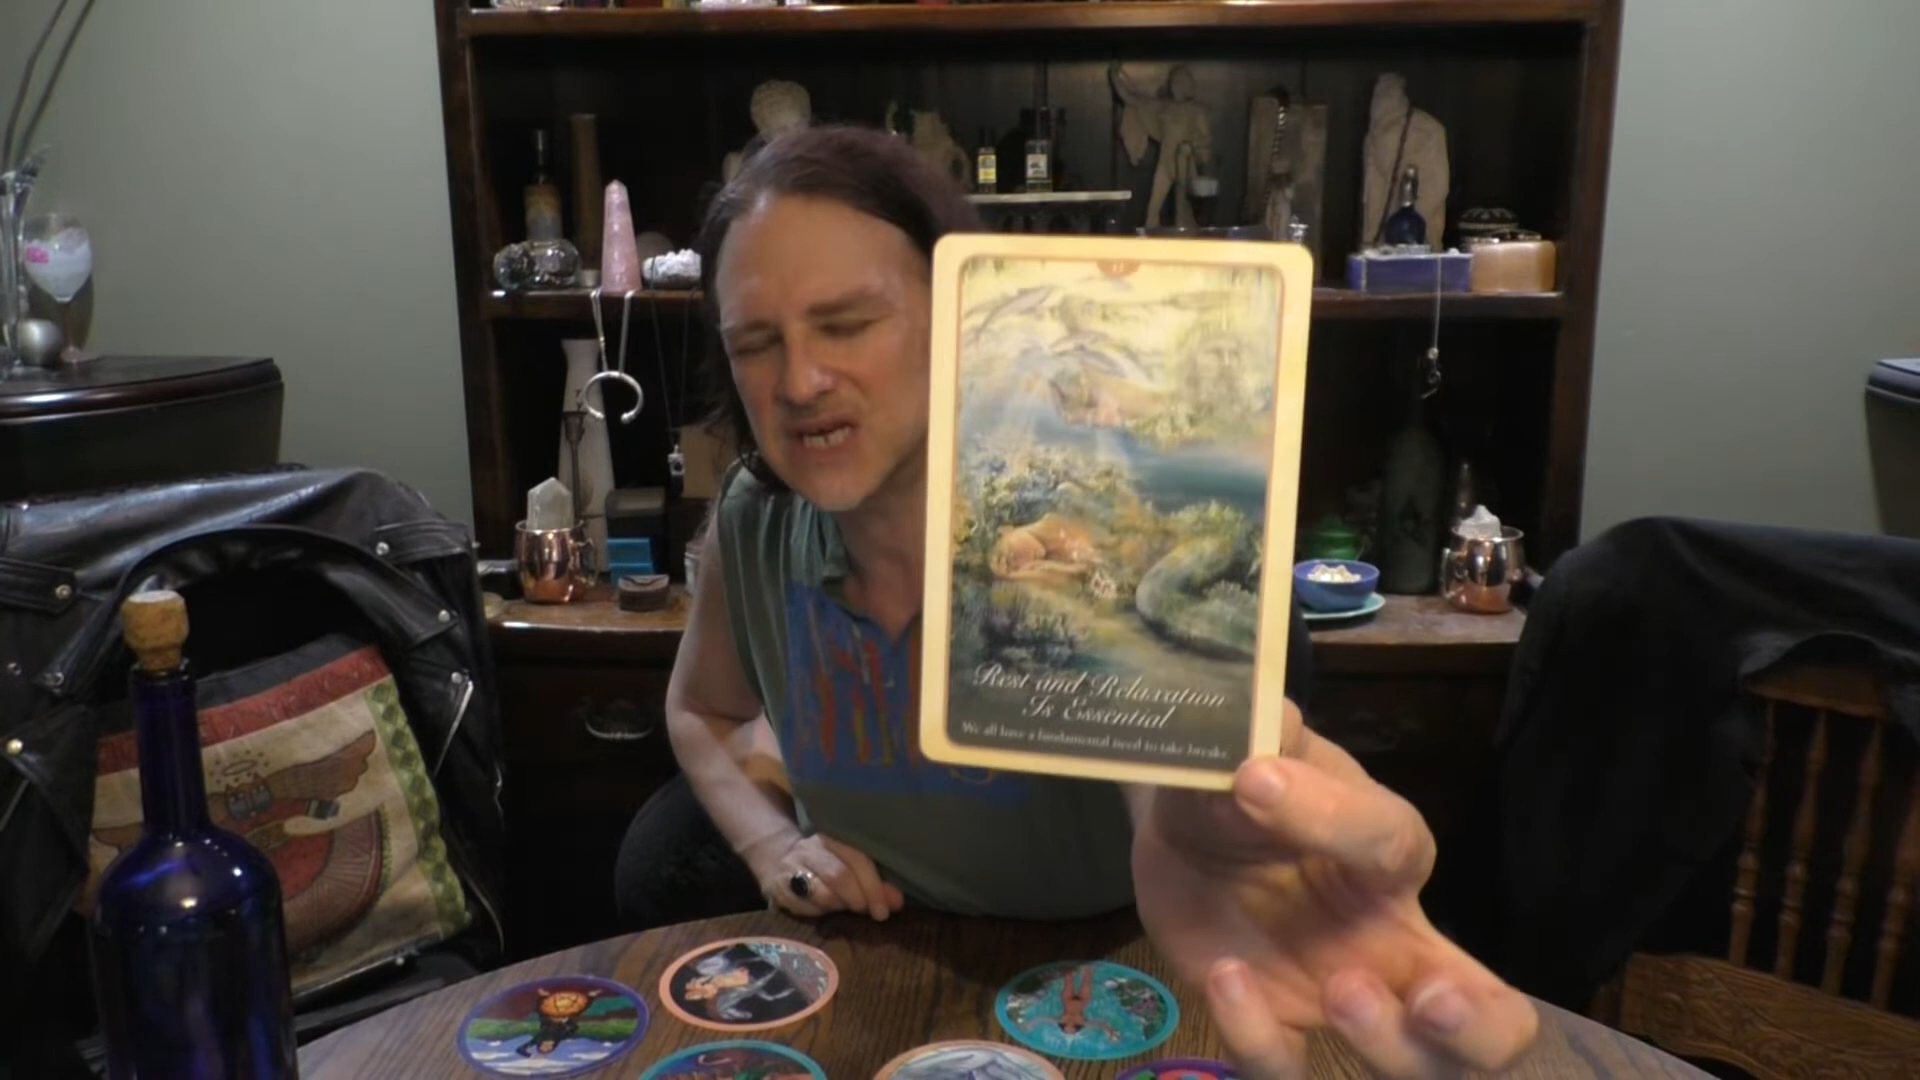 Rest and Relaxation
Is Essential
We all have a fundamental need to take breaks.